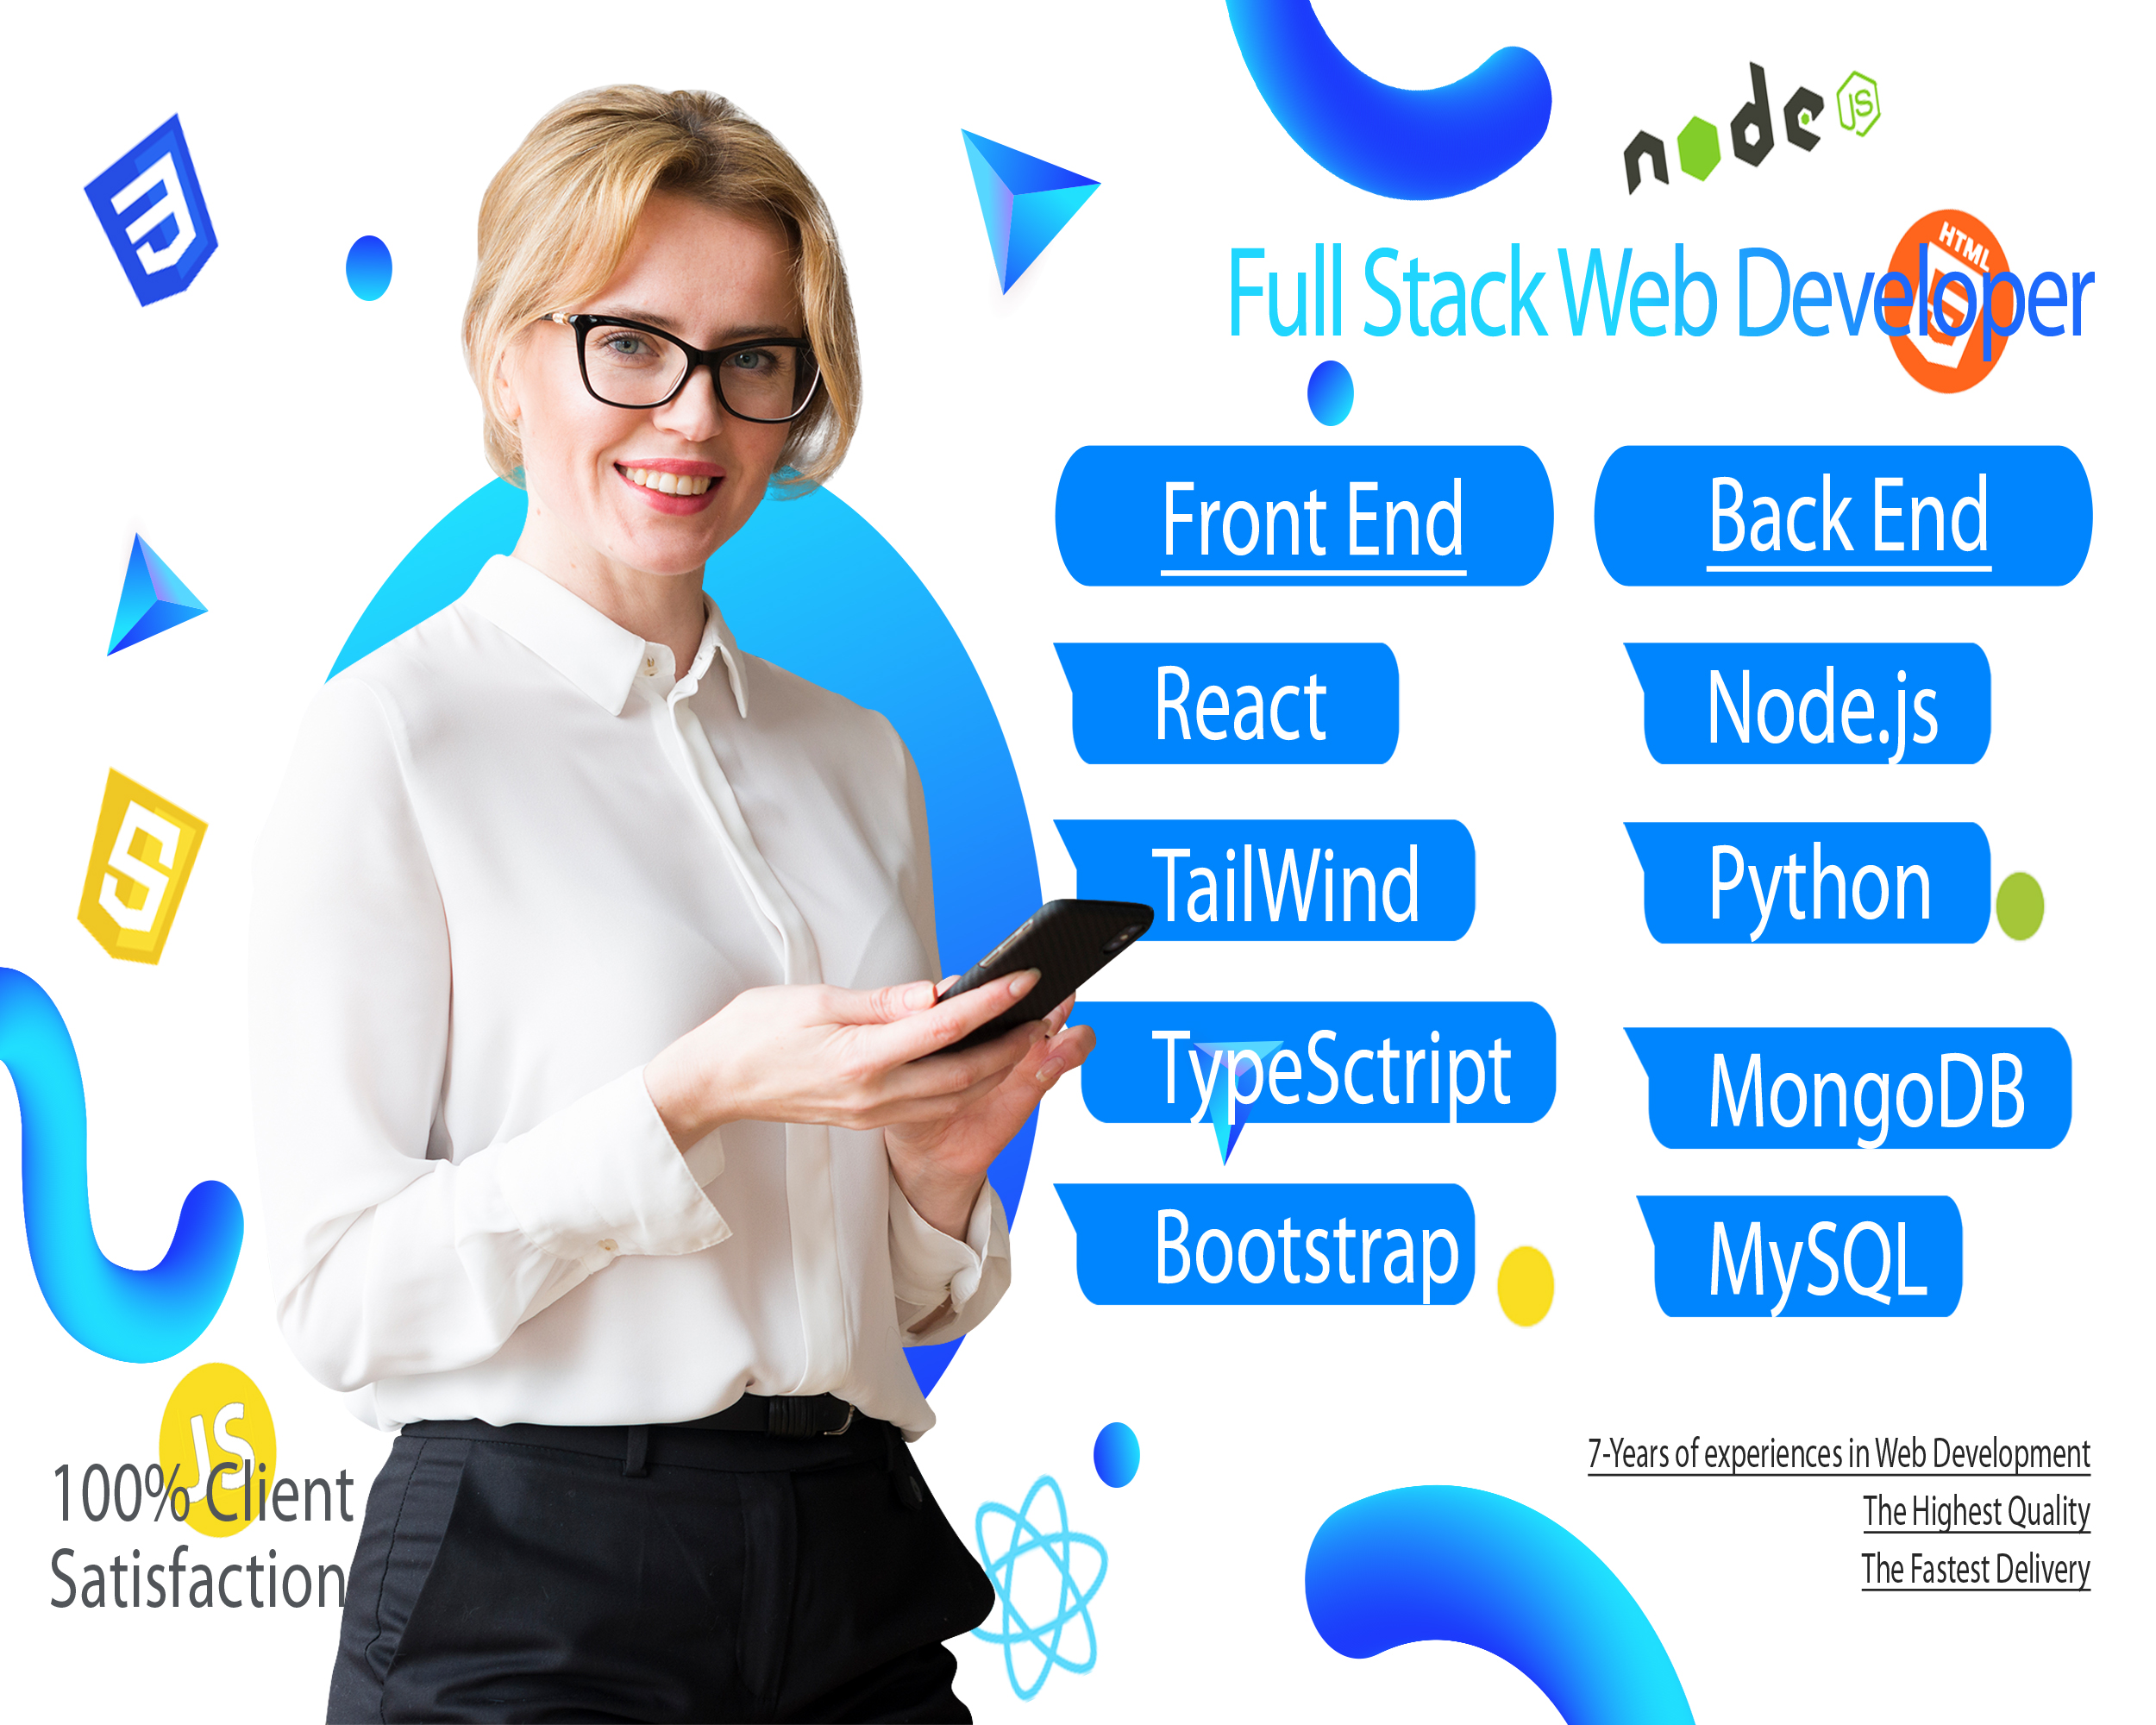 node JS
HTML
Full Stack Web Developer
Front End
React
TailWind
TypeSctript
Bootstrap
Back End
Node.js
Python
MongoDB
MySQL
JS
100% Client
Satisfaction
7-Years of experiences in Web Development
The Highest Quality
The Fastest Delivery